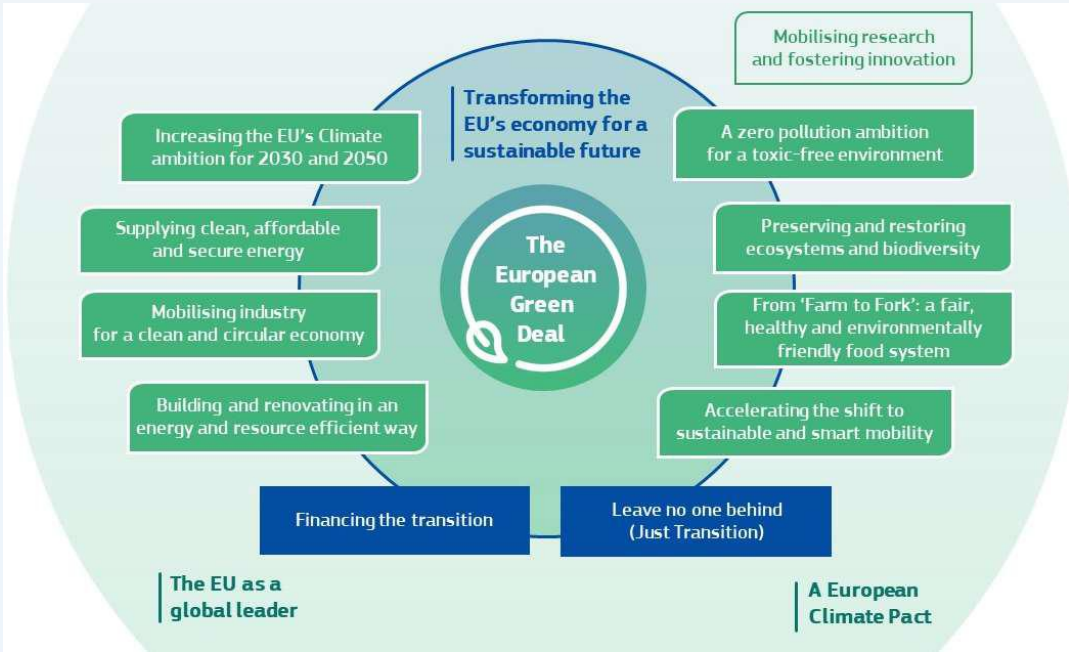 Mobilising research
and fostering innovation
Transforming the
EU's economy for a
sustainable future
Increasing the EU's Climate
ambition for 2030 and 2050
A zero pollution ambition
for a toxic-free environment
Supplying clean, affordable
and secure energy
Preserving and restoring
ecosystems and biodiversity
The
European
Green
Deal
Mobilising industry
for a clean and circular economy
From ‘Farm to Fork’: a fair,
healthy and environmentally
friendly food system
Building and renovating in an
energy and resource efficient way
Accelerating the shift to
sustainable and smart mobility
Financing the transition
Leave no one behind
(Just Transition)
The EU as a
global leader
A European
Climate Pact